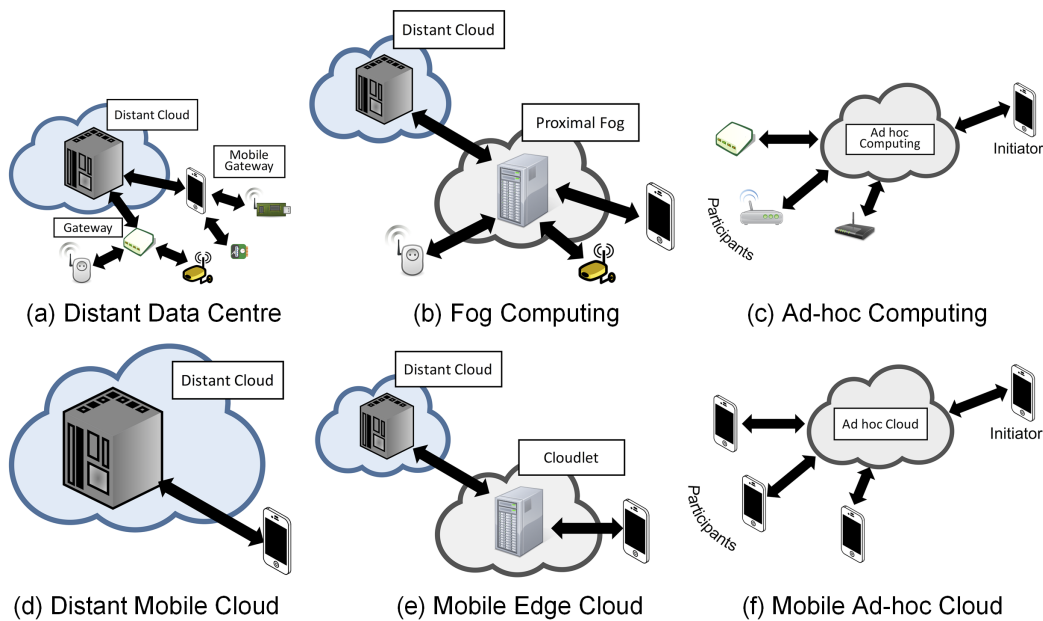 Distant Cloud
Mobile
Gateway
Gateway
(a) Distant Data Centre
Distant Cloud
Proximal Fog
(b) Fog Computing
Ad hoc
Computing
Initiator
Participants
(c) Ad-hoc Computing
Distant Cloud
(d) Distant Mobile Cloud
Distant Cloud
Cloudlet
(e) Mobile Edge Cloud
Ad hoc Cloud
Initiator
Participants
(f) Mobile Ad-hoc Cloud